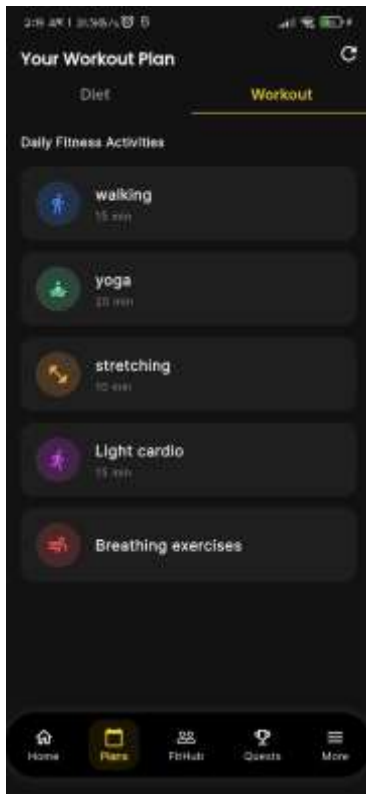 Your Workout Plan
Diet
Workout
Daily Fitness Activities
walking
15 min
yoga
20 min
stretching
10 min
Light cardio
15 min
Breathing exercises
Home
Plans
FitHub
Quests
More